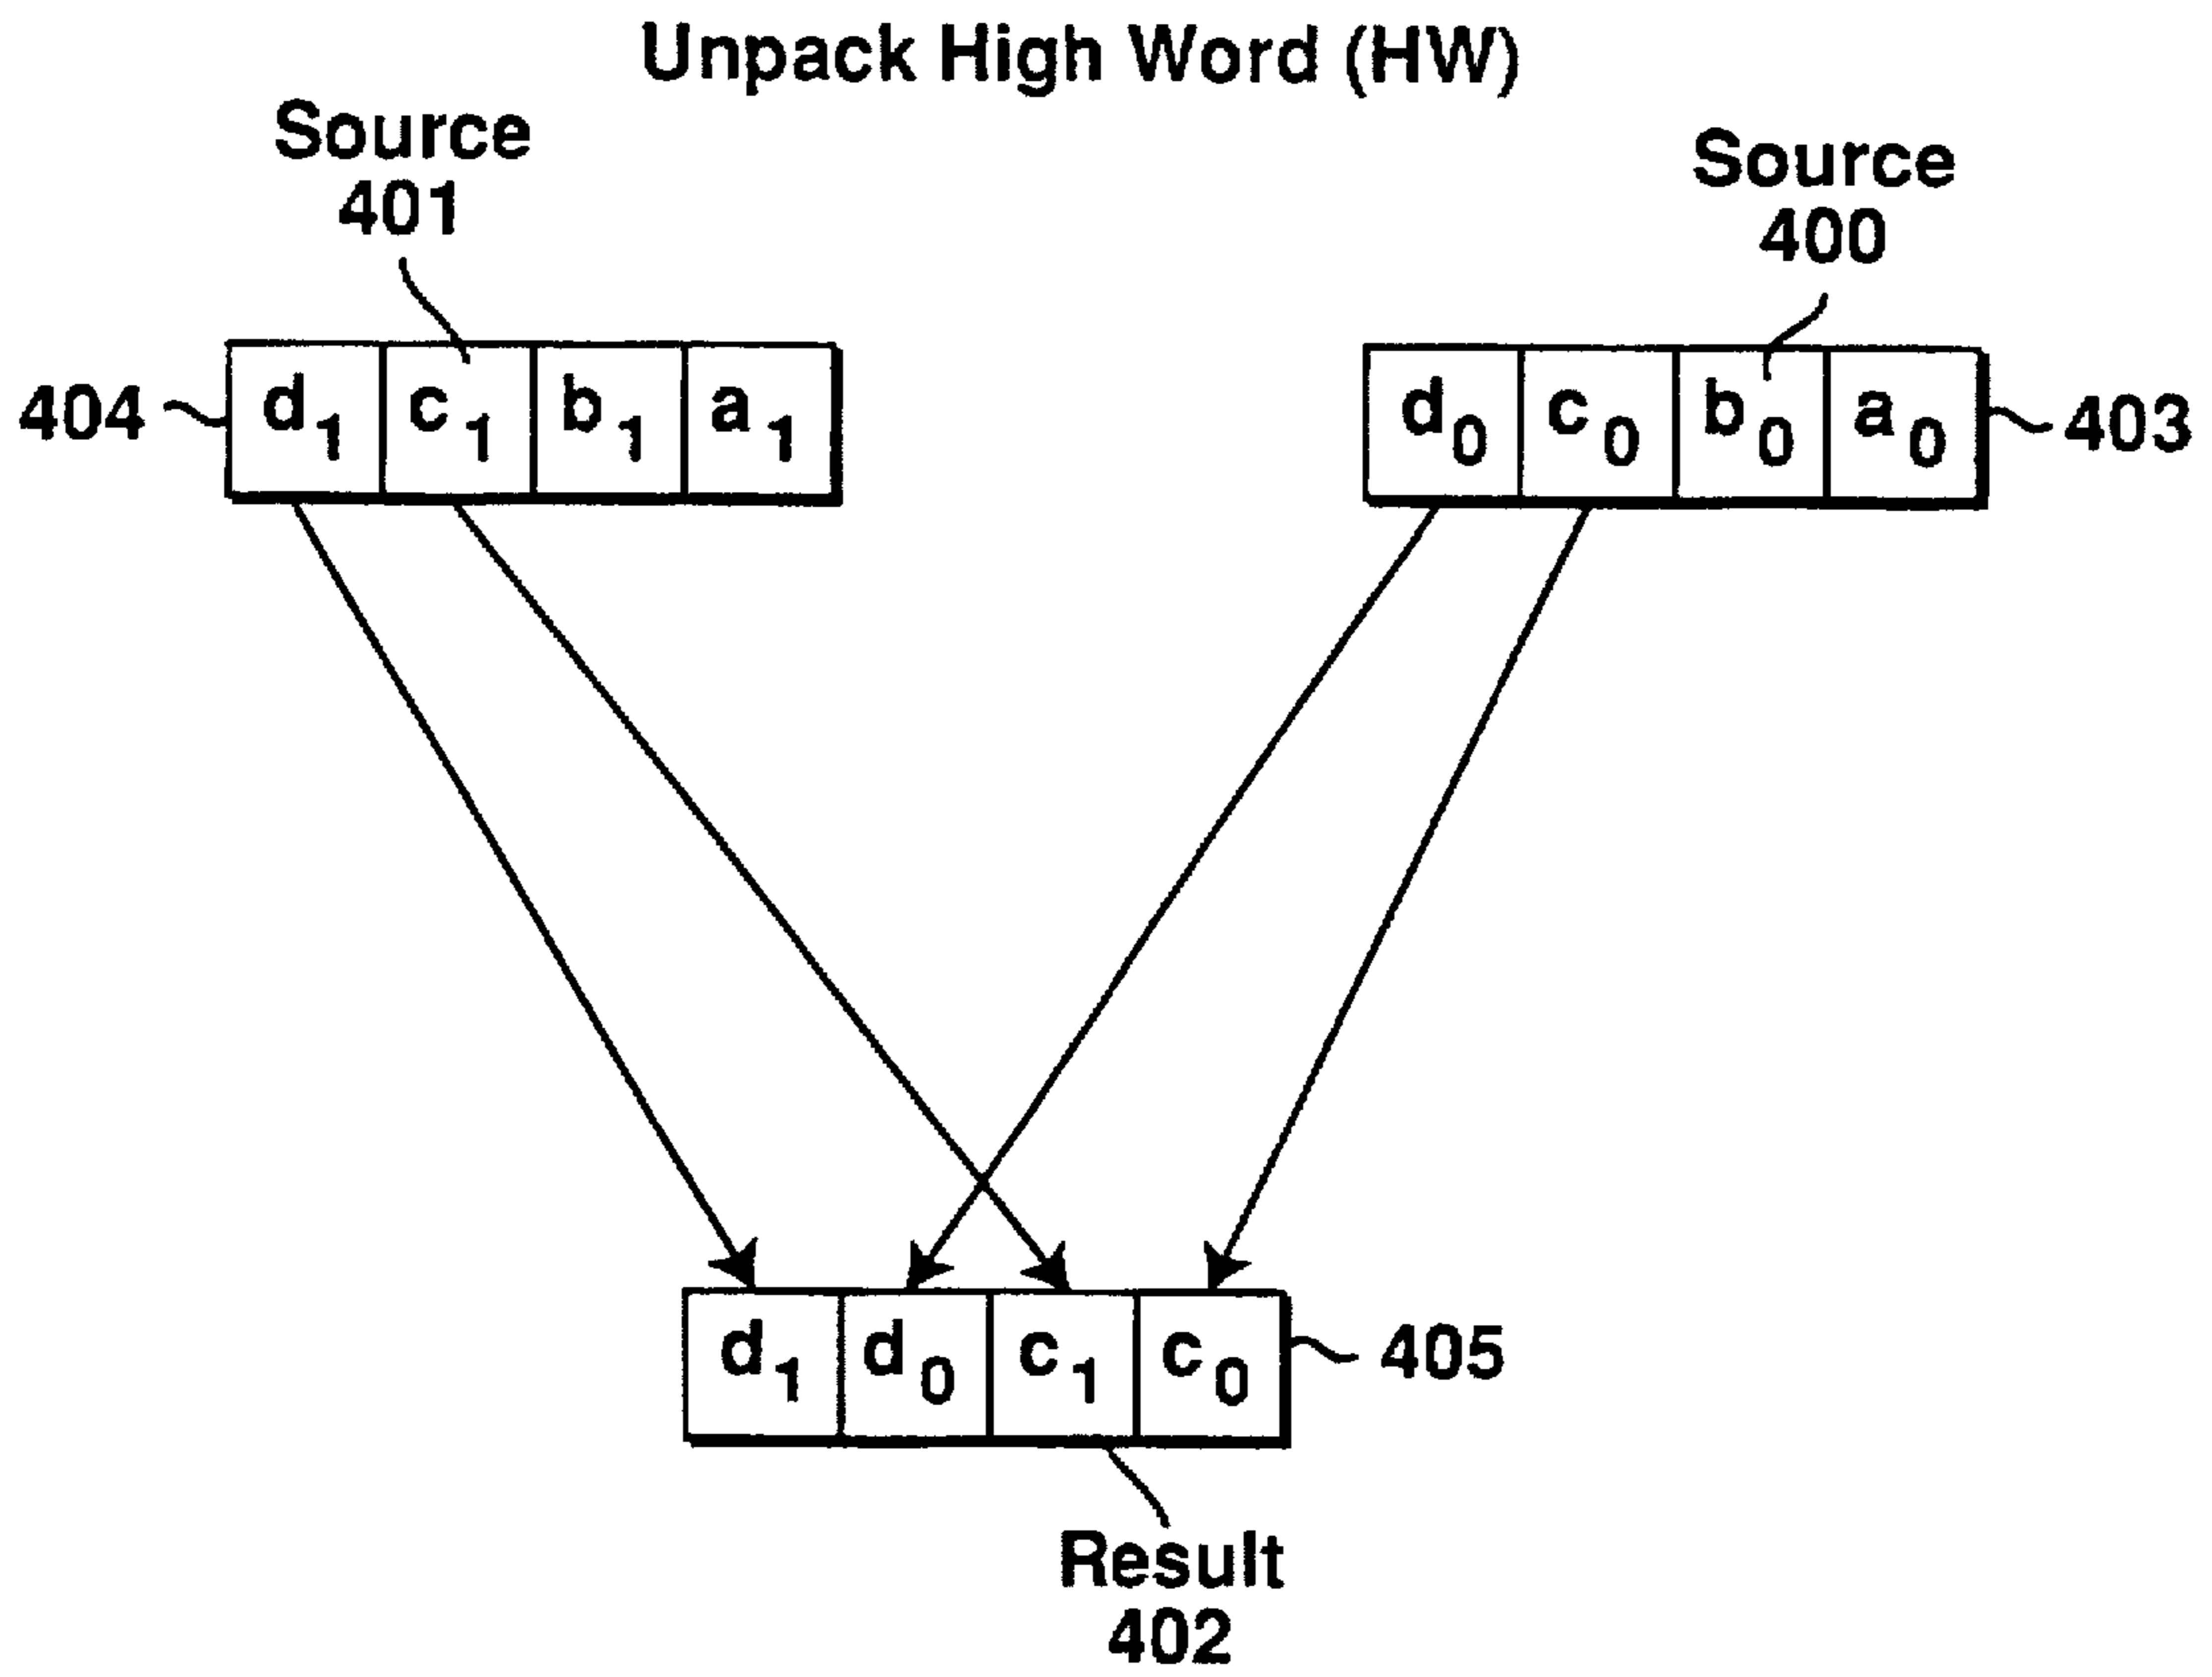 Unpack High Word (HW)
Source
401
Source
400
404
d1 c1 b1 a1
d0 c0 b0 a0
403
d1 d0 c1 c0
405
Result
402